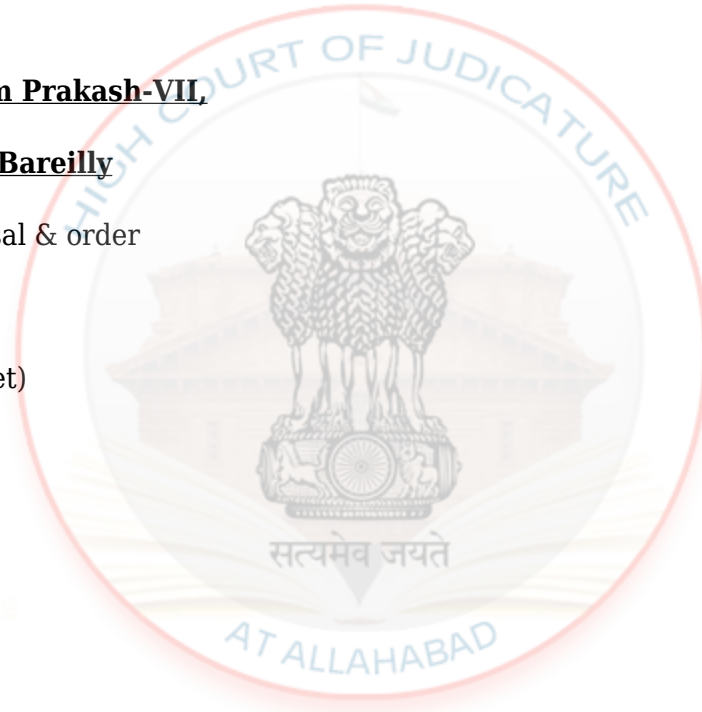 HIGH COURT OF JUDICATURE
m Prakash-VII,
Bareilly
al & order
et)
सत्यमेव जयते
AT ALLAHABAD